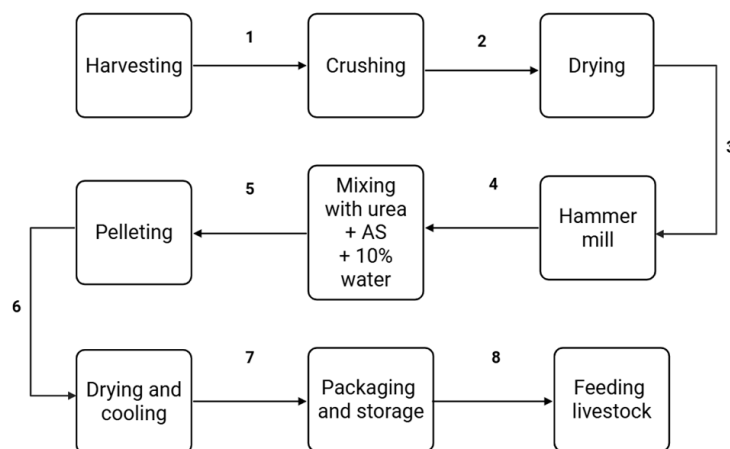 1
2
Harvesting
Crushing
Drying
3
Mixing
with urea
+ AS
+ 10%
water
4
5
Hammer
mill
Pelleting
6
7
8
Drying and
cooling
Packaging
and storage
Feeding
livestock